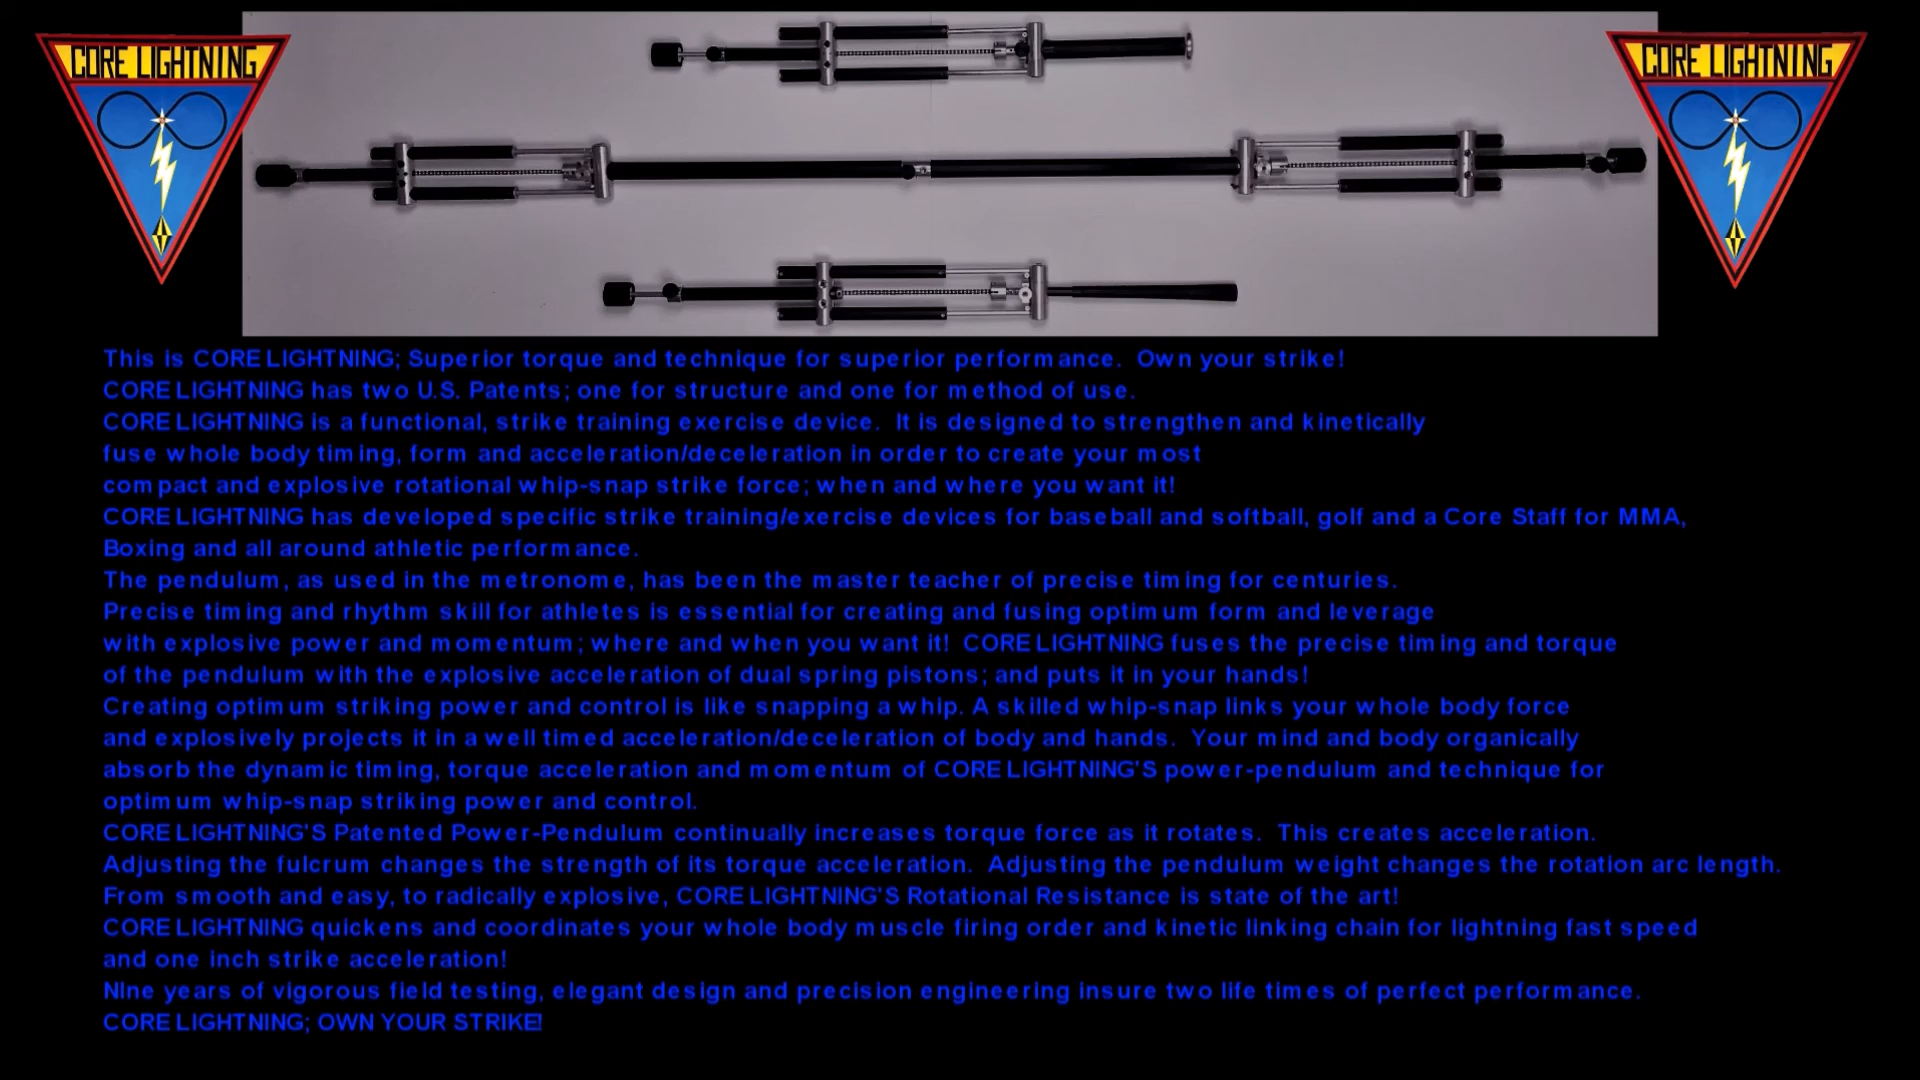 CORE LIGHTNING
CORE LIGHTNING
This is CORE LIGHTNING; Superior torque and technique for superior performance.  Own your strike!
CORE LIGHTNING has two U.S. Patents; one for structure and one for method of use.
CORE LIGHTNING is a functional, strike training exercise device.  It is designed to strengthen and kinetically
fuse whole body timing, form and acceleration/deceleration in order to create your most
compact and explosive rotational whip-snap strike force; when and where you want it!
CORE LIGHTNING has developed specific strike training/exercise devices for baseball and softball, golf and a Core Staff for MMA,
Boxing and all around athletic performance.
The pendulum, as used in the metronome, has been the master teacher of precise timing for centuries.
Precise timing and rhythm skill for athletes is essential for creating and fusing optimum form and leverage
with explosive power and momentum; where and when you want it!  CORE LIGHTNING fuses the precise timing and torque
of the pendulum with the explosive acceleration of dual spring pistons; and puts it in your hands!
Creating optimum striking power and control is like snapping a whip. A skilled whip-snap links your whole body force
and explosively projects it in a well timed acceleration/deceleration of body and hands.  Your mind and body organically
absorb the dynamic timing, torque acceleration and momentum of CORE LIGHTNING'S power-pendulum and technique for
optimum whip-snap striking power and control.
CORE LIGHTNING'S Patented Power-Pendulum continually increases torque force as it rotates.  This creates acceleration.
Adjusting the fulcrum changes the strength of its torque acceleration.  Adjusting the pendulum weight changes the rotation arc length.
From smooth and easy, to radically explosive, CORE LIGHTNING'S Rotational Resistance is state of the art!
CORE LIGHTNING quickens and coordinates your whole body muscle firing order and kinetic linking chain for lightning fast speed
and one inch strike acceleration!
NIne years of vigorous field testing, elegant design and precision engineering insure two life times of perfect performance.
CORE LIGHTNING; OWN YOUR STRIKE!